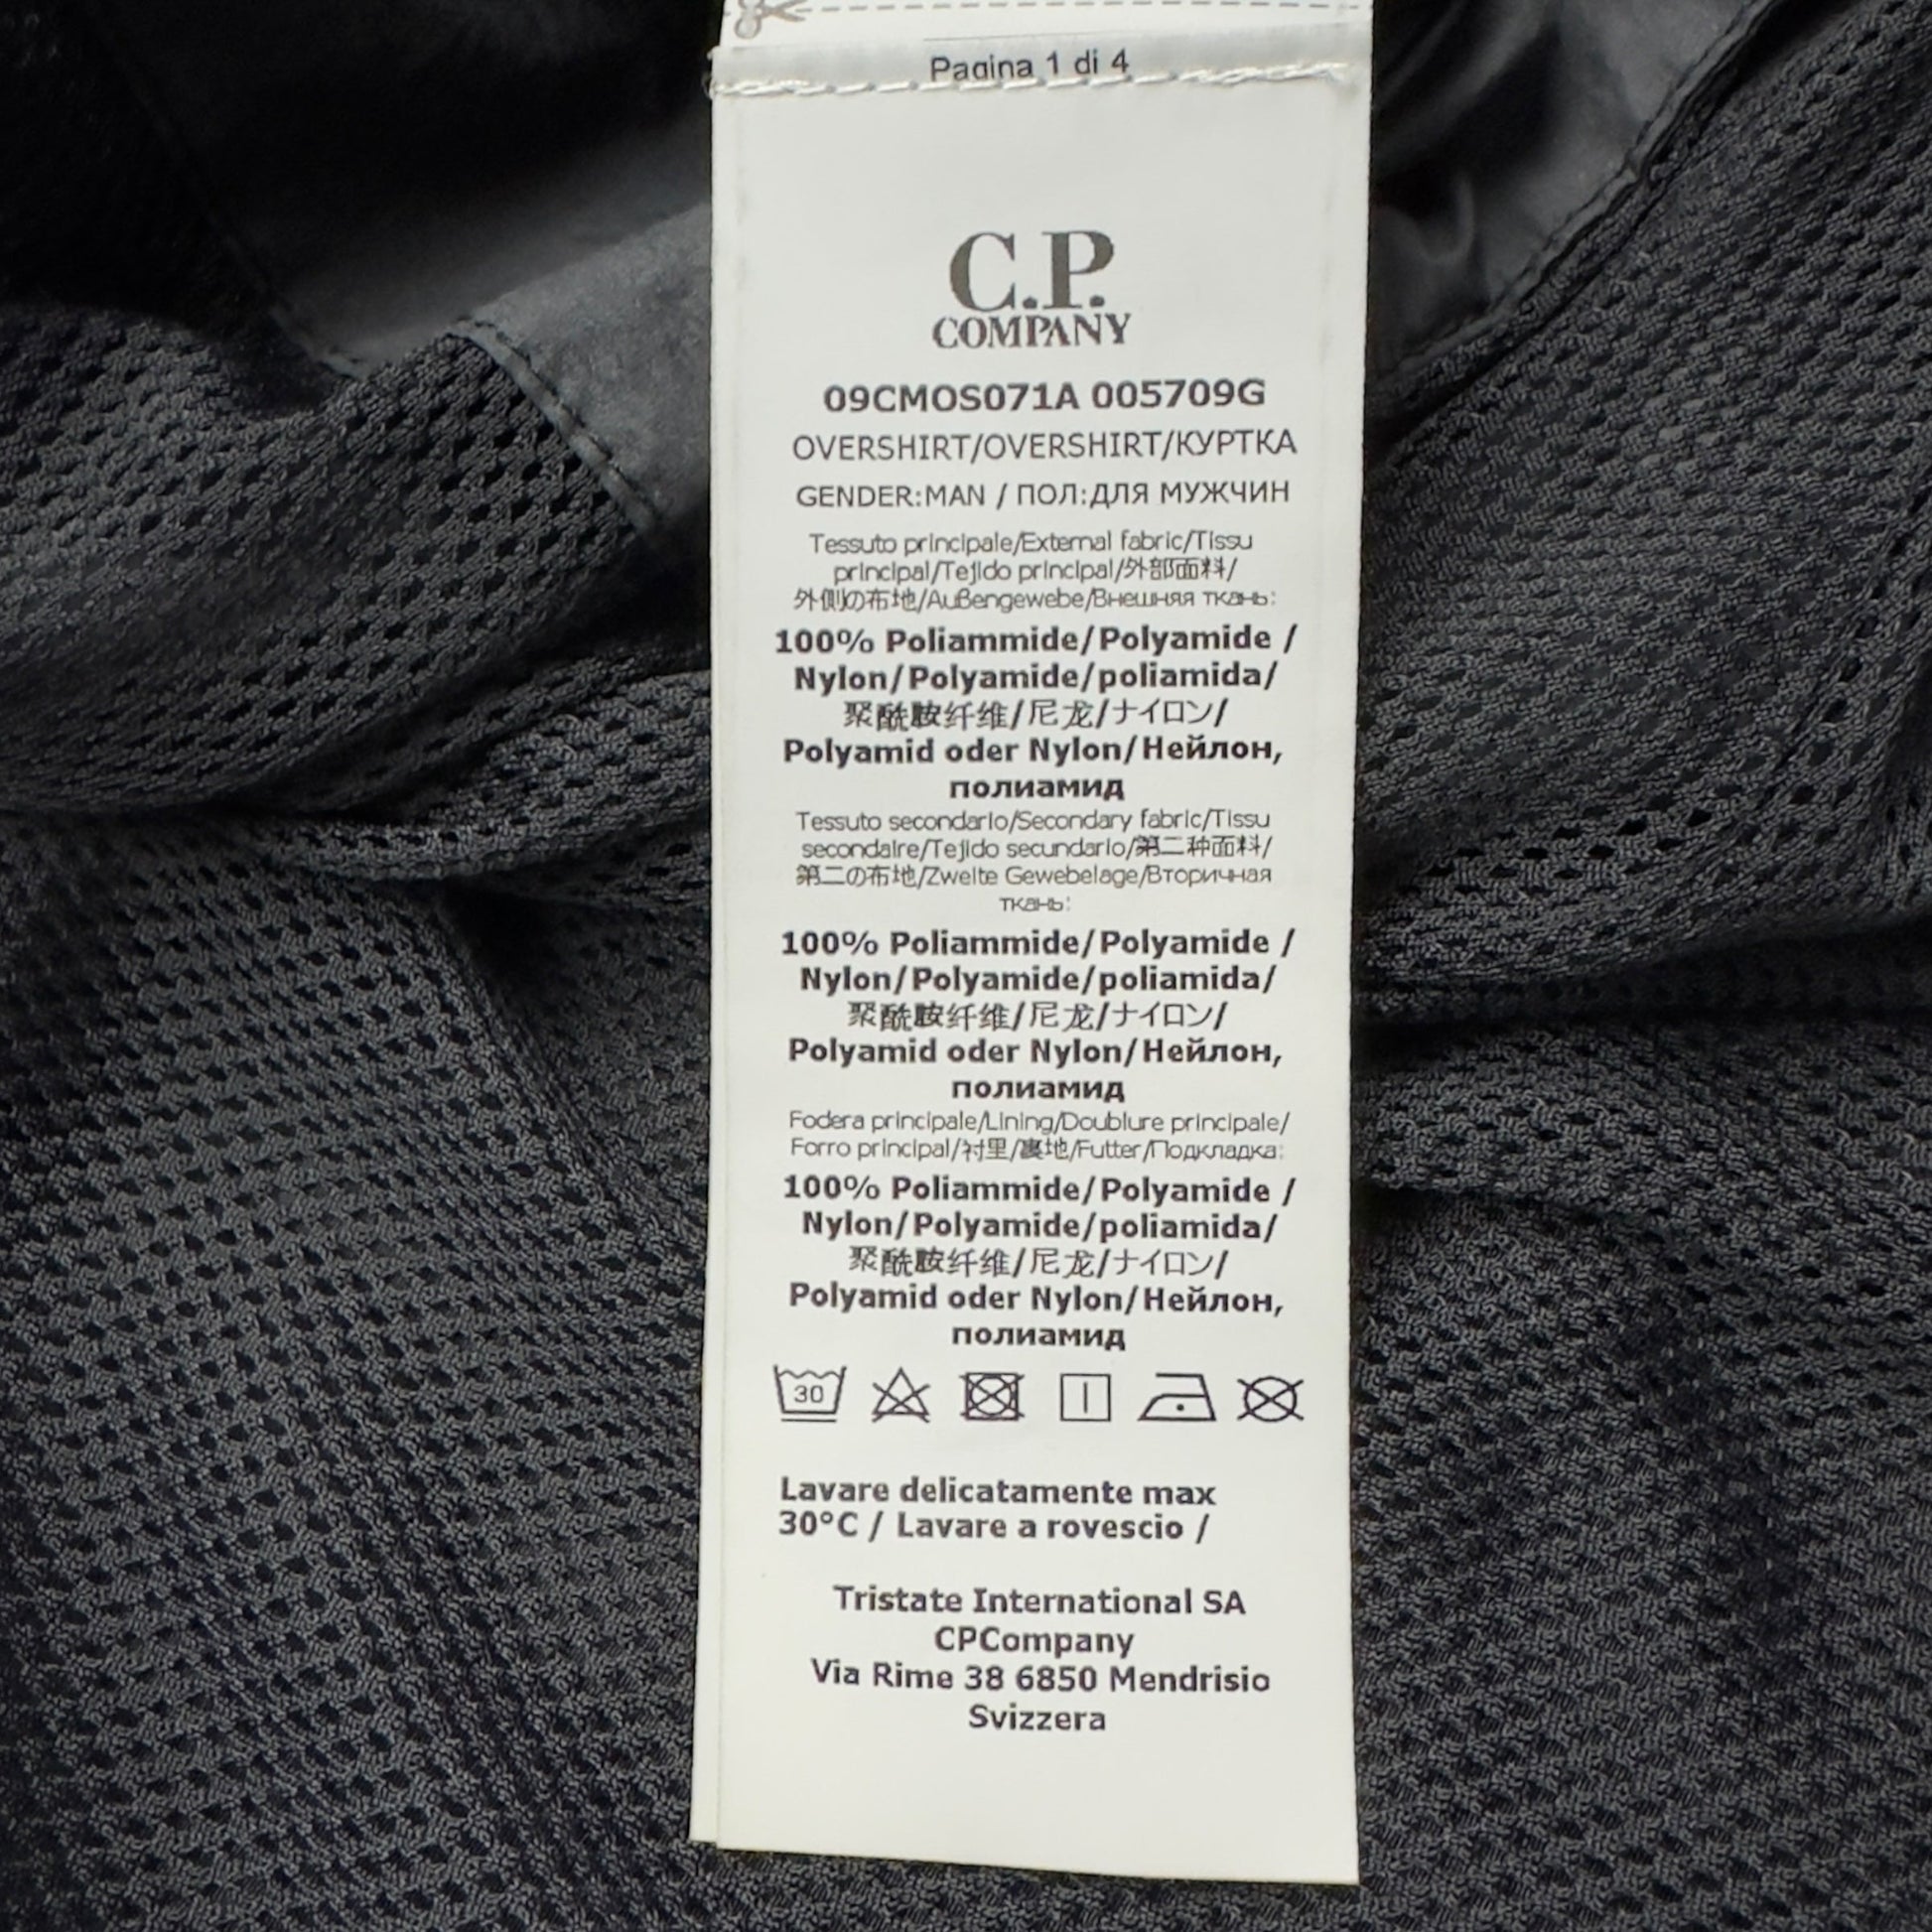 Pagina 1 di 4
C.P.
COMPANY
09CMOS071A 005709G
OVERSHIRT/OVERSHIRT/КУРТКА
GENDER:MAN / ПОЛ:ДЛЯ МУЖЧИН
Tessuto principale/External fabric/Tissu
principal/Tejido principal/外部面料/
外側の布地/Außengewebe/Внешняя ткань:
100% Poliammide/Polyamide /
Nylon/Polyamide/poliamida/
聚酰胺纤维/尼龙/ナイロン/
Polyamid oder Nylon/Нейлон,
полиамид
Tessuto secondario/Secondary fabric/Tissu
secondaire/Tejido secundario/第二种面料/
第二の布地/Zweite Gewebelage/Вторичная
ткань:
100% Poliammide/Polyamide /
Nylon/Polyamide/poliamida/
聚酰胺纤维/尼龙/ナイロン/
Polyamid oder Nylon/Нейлон,
полиамид
Fodera principale/Lining/Doublure principale/
Forro principal/衬里/裏地/Futter/Подкладка:
100% Poliammide/Polyamide /
Nylon/Polyamide/poliamida/
聚酰胺纤维/尼龙/ナイロン/
Polyamid oder Nylon/Нейлон,
полиамид
30
Lavare delicatamente max
30°C / Lavare a rovescio /
Tristate International SA
CPCompany
Via Rime 38 6850 Mendrisio
Svizzera